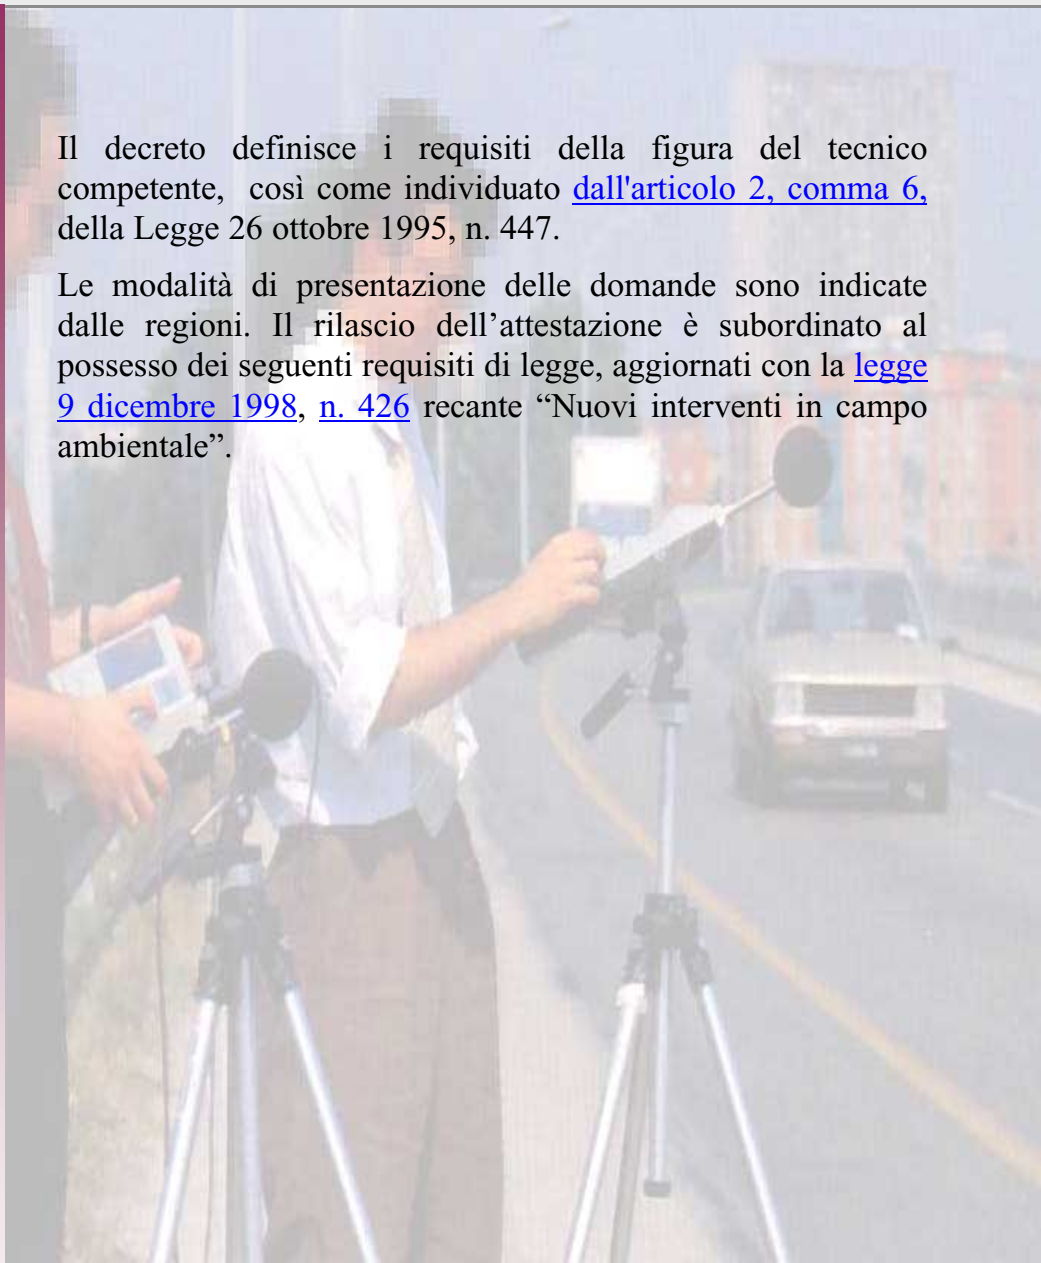 Il decreto definisce i requisiti della figura del tecnico
competente, così come individuato dall'articolo 2, comma 6,
della Legge 26 ottobre 1995, n. 447.
Le modalità di presentazione delle domande sono indicate
dalle regioni. Il rilascio dell’attestazione è subordinato al
possesso dei seguenti requisiti di legge, aggiornati con la legge
9 dicembre 1998, n. 426 recante “Nuovi interventi in campo
ambientale”.